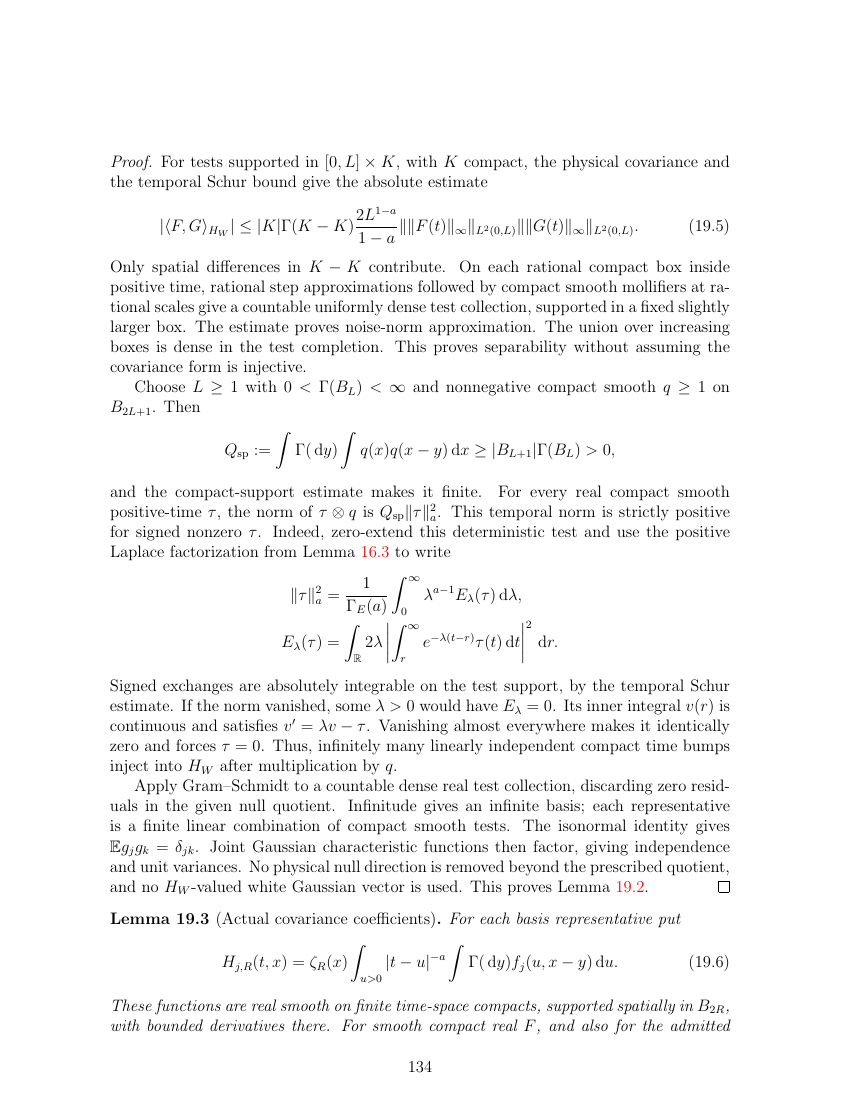 Proof. For tests supported in [0, L] × K, with K compact, the physical covariance and
the temporal Schur bound give the absolute estimate
|⟨F, G⟩_{H_W}| ≤ |K|Γ(K − K) \frac{2L^{1−a}}{1 − a} ‖‖F(t)‖_∞‖_{L^2(0,L)}‖‖G(t)‖_∞‖_{L^2(0,L)}. (19.5)
Only spatial differences in K − K contribute. On each rational compact box inside
positive time, rational step approximations followed by compact smooth mollifiers at ra-
tional scales give a countable uniformly dense test collection, supported in a fixed slightly
larger box. The estimate proves noise-norm approximation. The union over increasing
boxes is dense in the test completion. This proves separability without assuming the
covariance form is injective.
Choose L ≥ 1 with 0 < Γ(B_L) < ∞ and nonnegative compact smooth q ≥ 1 on
B_{2L+1}. Then
Q_{sp} := ∫ Γ( dy) ∫ q(x)q(x − y) dx ≥ |B_{L+1}|Γ(B_L) > 0,
and the compact-support estimate makes it finite. For every real compact smooth
positive-time τ, the norm of τ ⊗ q is Q_{sp}‖τ‖_a^2. This temporal norm is strictly positive
for signed nonzero τ. Indeed, zero-extend this deterministic test and use the positive
Laplace factorization from Lemma 16.3 to write
‖τ‖_a^2 = \frac{1}{Γ_E(a)} ∫_0^∞ λ^{a−1}E_λ(τ) dλ,
E_λ(τ) = ∫_ℝ 2λ |∫_r^∞ e^{−λ(t−r)}τ(t) dt|^2 dr.
Signed exchanges are absolutely integrable on the test support, by the temporal Schur
estimate. If the norm vanished, some λ > 0 would have E_λ = 0. Its inner integral v(r) is
continuous and satisfies v′ = λv − τ. Vanishing almost everywhere makes it identically
zero and forces τ = 0. Thus, infinitely many linearly independent compact time bumps
inject into H_W after multiplication by q.
Apply Gram–Schmidt to a countable dense real test collection, discarding zero resid-
uals in the given null quotient. Infinitude gives an infinite basis; each representative
is a finite linear combination of compact smooth tests. The isonormal identity gives
𝔼g_jg_k = δ_{jk}. Joint Gaussian characteristic functions then factor, giving independence
and unit variances. No physical null direction is removed beyond the prescribed quotient,
and no H_W-valued white Gaussian vector is used. This proves Lemma 19.2. □
Lemma 19.3 (Actual covariance coefficients). For each basis representative put
H_{j,R}(t, x) = ζ_R(x) ∫_{u>0} |t − u|^{−a} ∫ Γ( dy)f_j(u, x − y) du. (19.6)
These functions are real smooth on finite time-space compacts, supported spatially in B_{2R},
with bounded derivatives there. For smooth compact real F, and also for the admitted
134